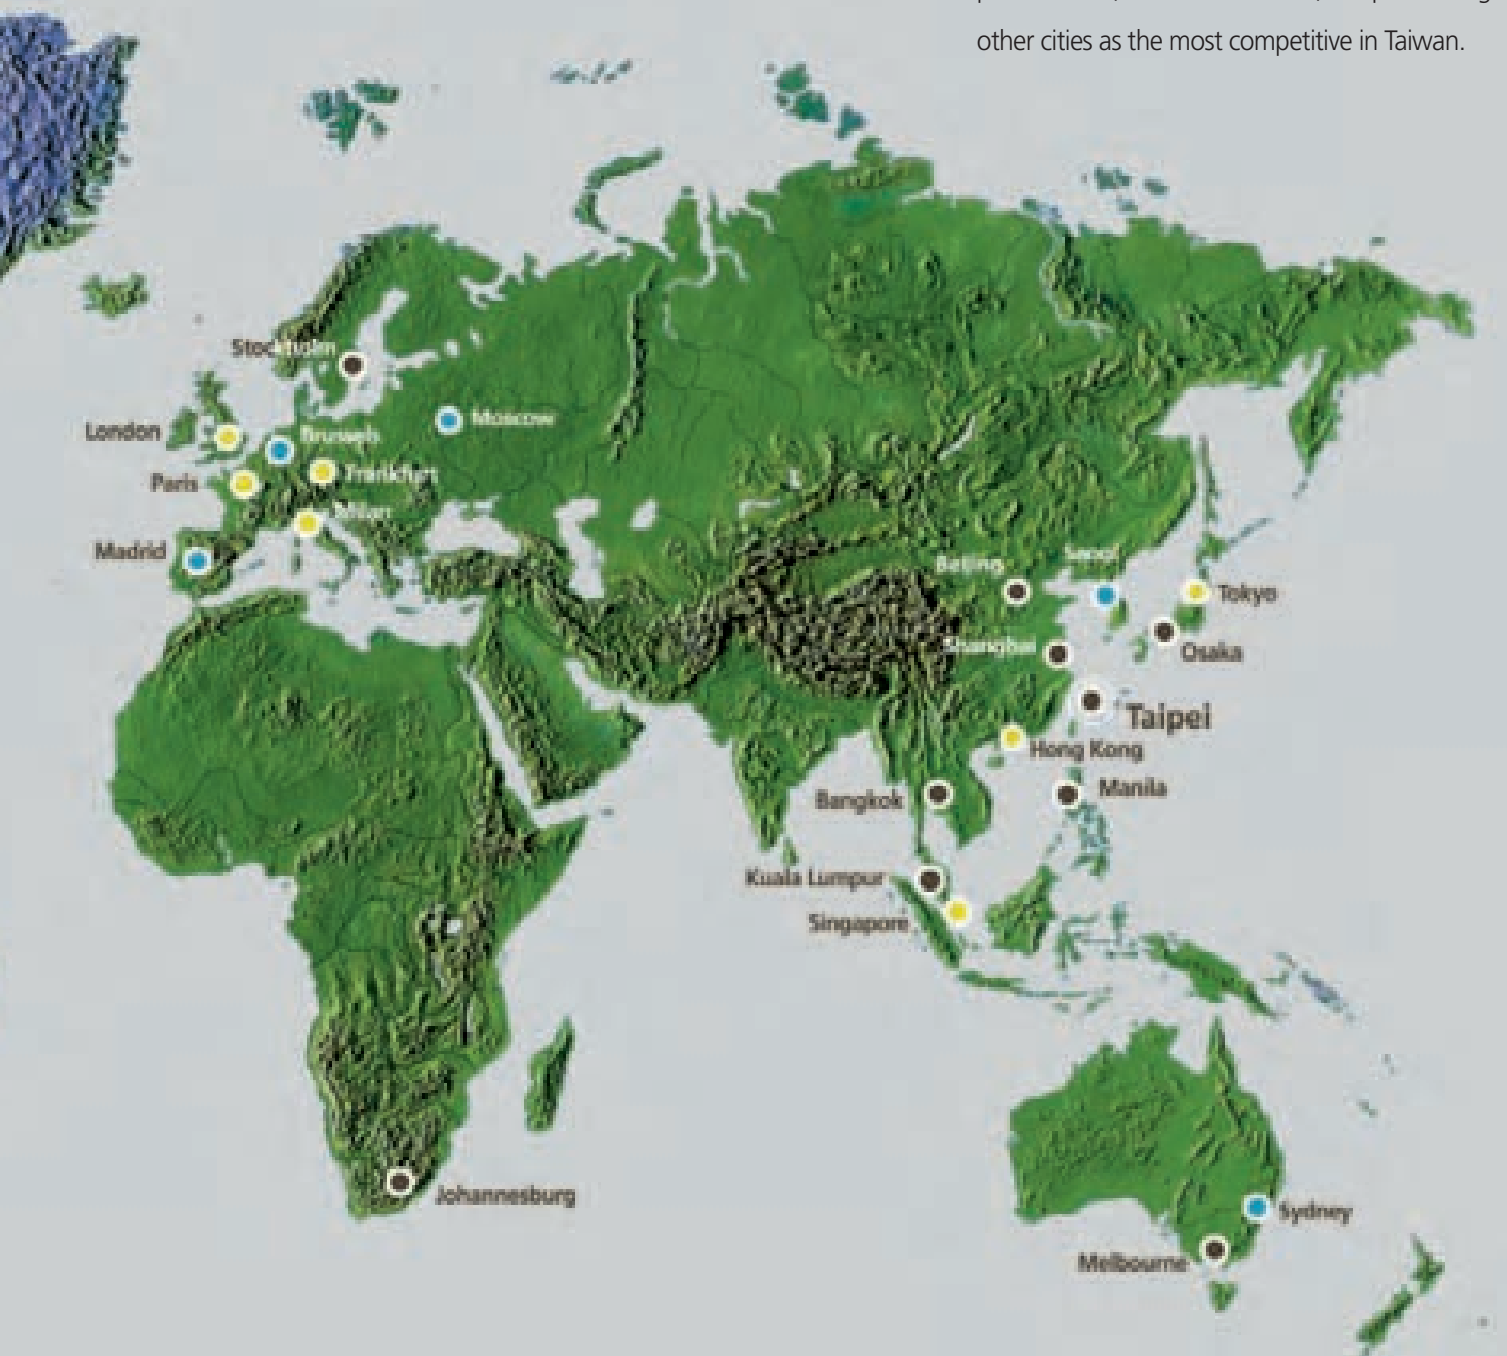 other cities as the most competitive in Taiwan.
Stockholm
Moscow
London
Brussels
Paris
Frankfurt
Milan
Madrid
Beijing
Seoul
Tokyo
Shanghai
Osaka
Taipei
Hong Kong
Bangkok
Manila
Kuala Lumpur
Singapore
Johannesburg
Sydney
Melbourne